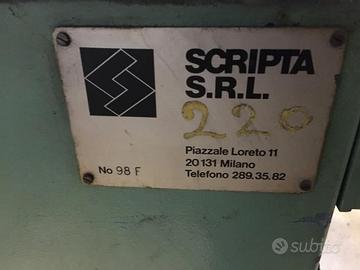 SCRIPTA
S.R.L.
220
Piazzale Loreto 11
20131 Milano
No 98 F
Telefono 289.35.82
subito